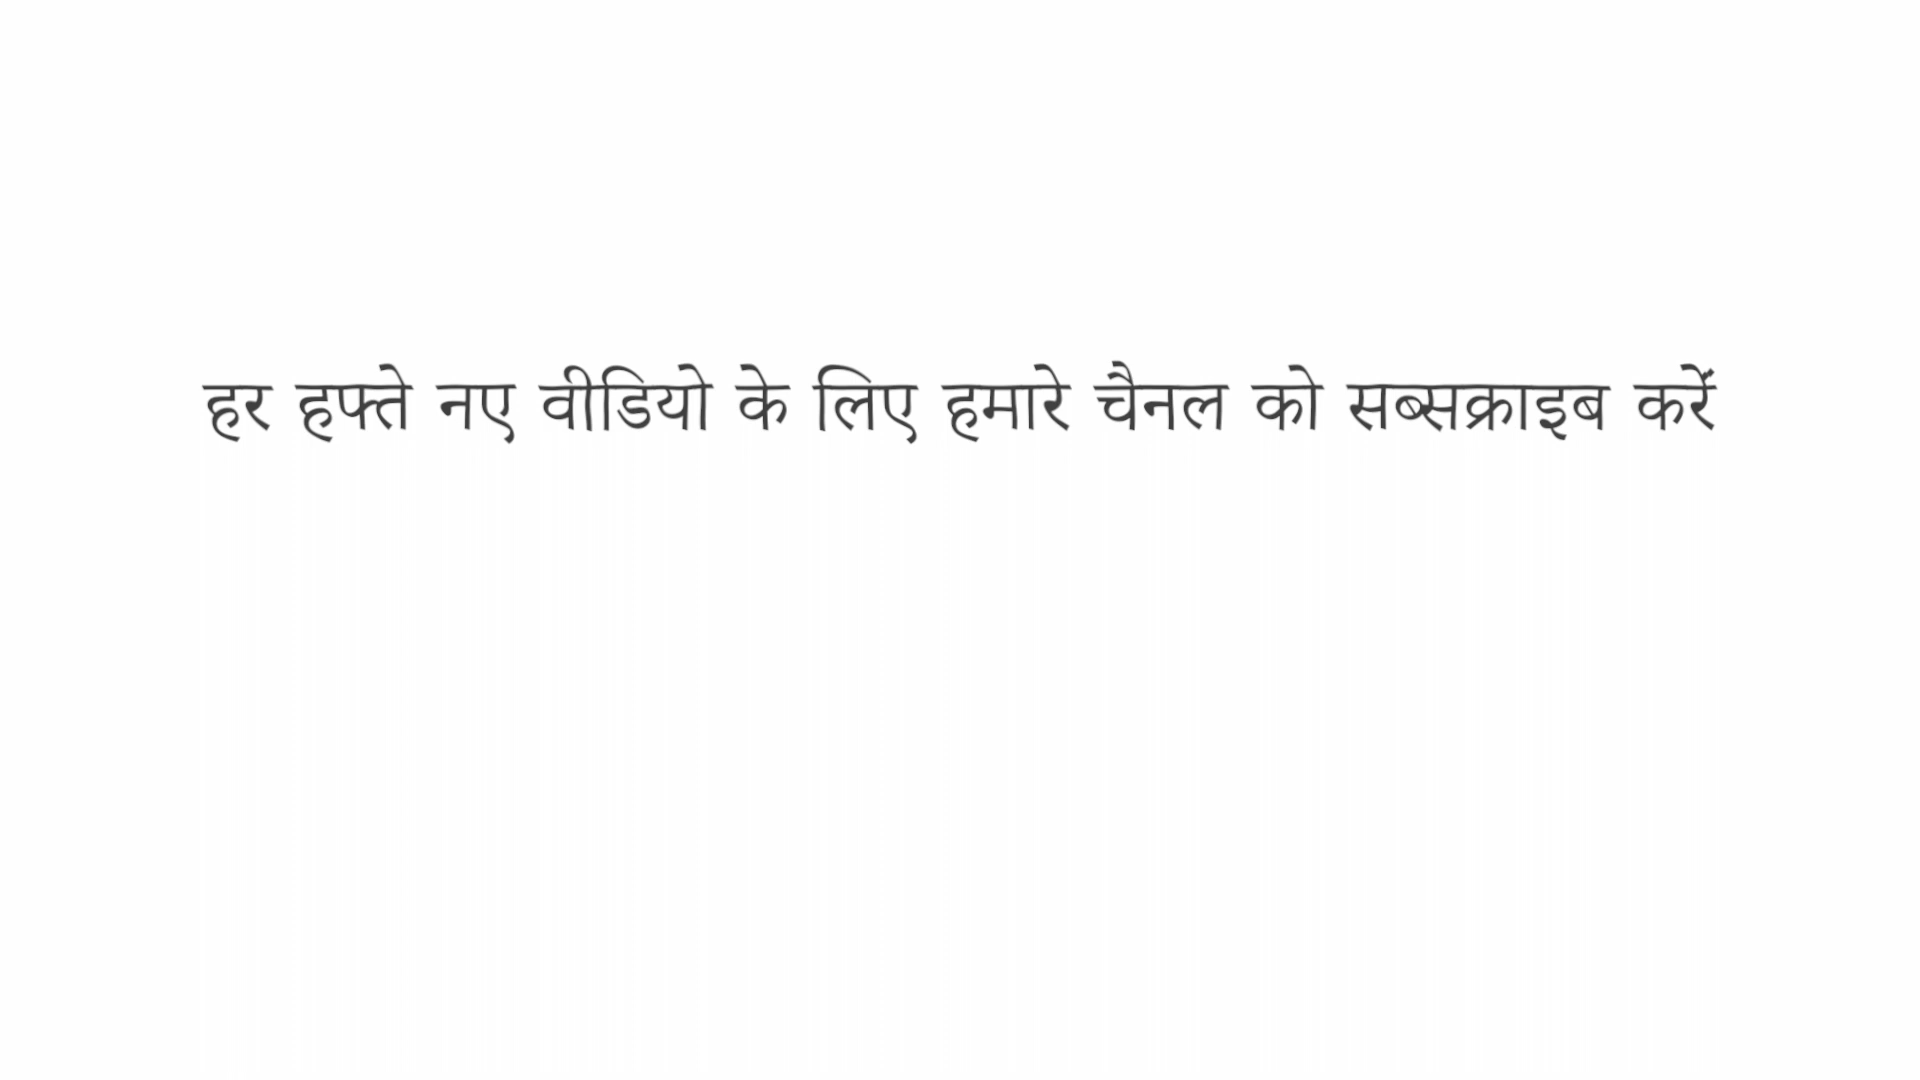 हर हफ्ते नए वीडियो के लिए हमारे चैनल को सब्सक्राइब करें